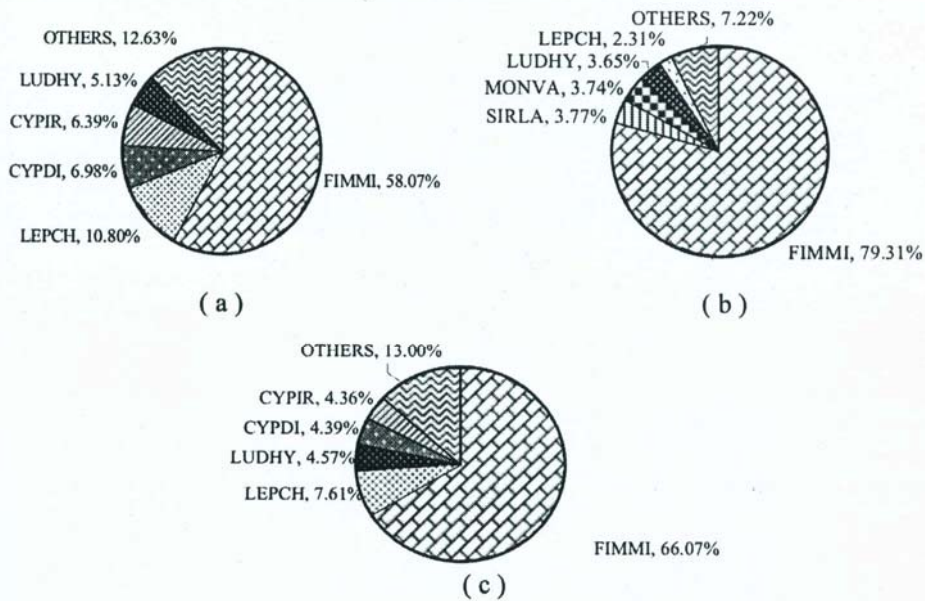 OTHERS, 12.63%
LUDHY, 5.13%
CYPIR, 6.39%
CYPDI, 6.98%
LEPCH, 10.80%
FIMMI, 58.07%
( a )
OTHERS, 7.22%
LEPCH, 2.31%
LUDHY, 3.65%
MONVA, 3.74%
SIRLA, 3.77%
FIMMI, 79.31%
( b )
OTHERS, 13.00%
CYPIR, 4.36%
CYPDI, 4.39%
LUDHY, 4.57%
LEPCH, 7.61%
FIMMI, 66.07%
( c )